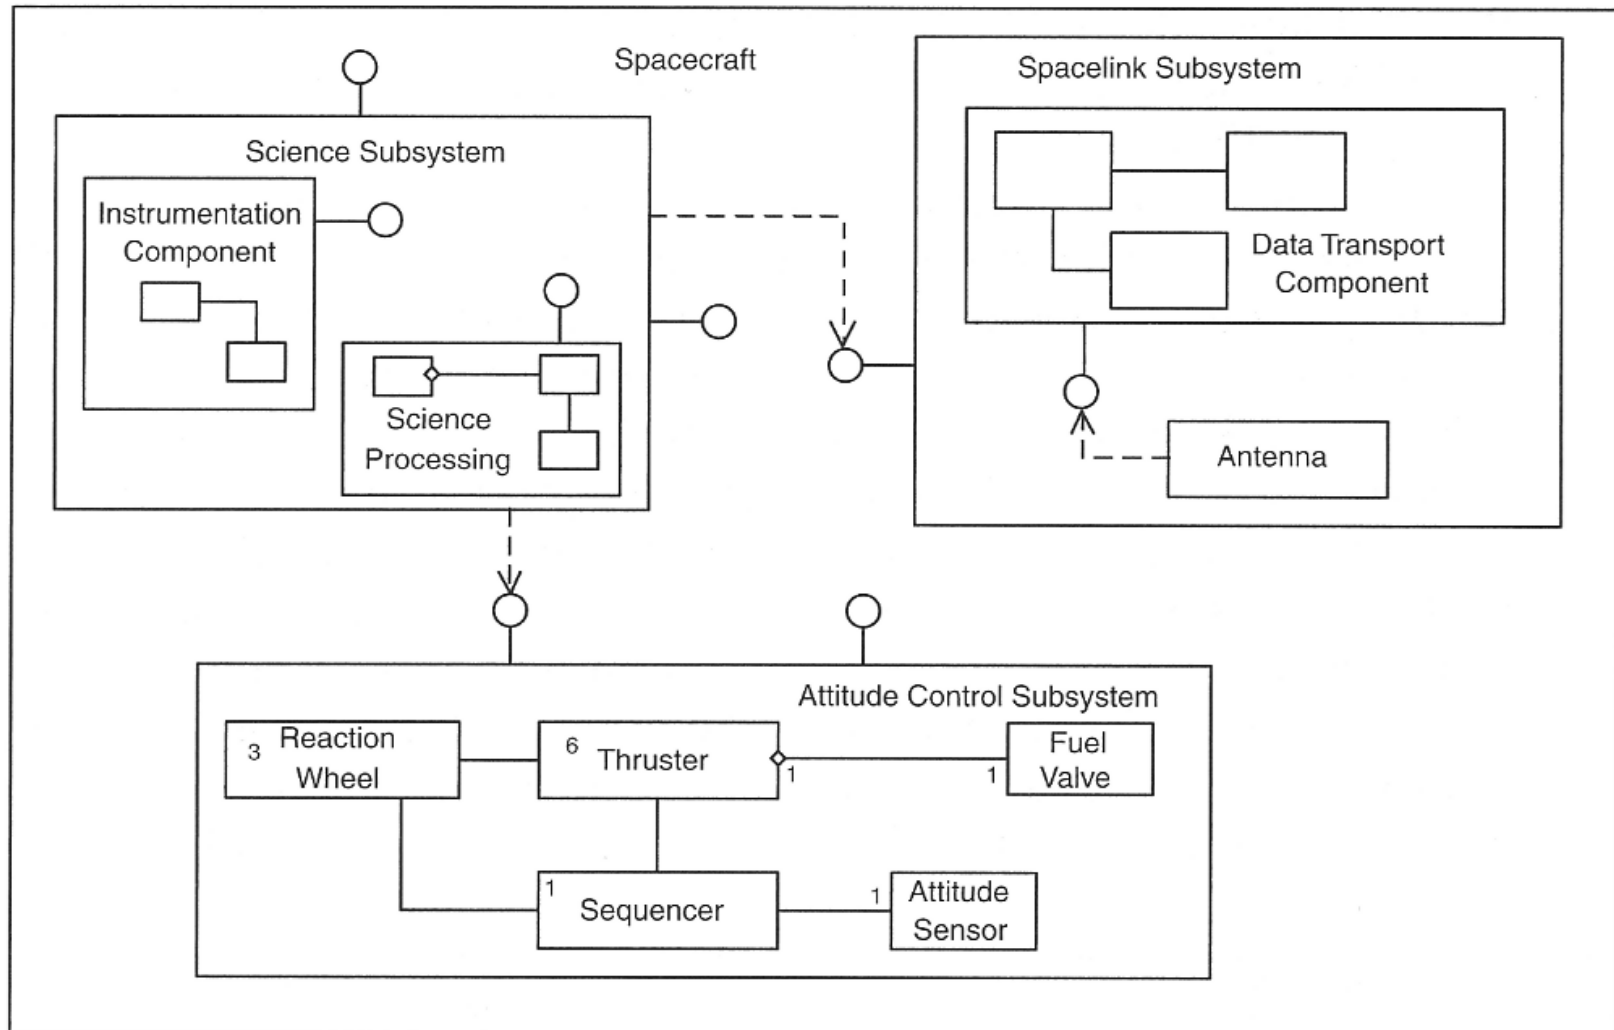 Spacecraft
Spacelink Subsystem
Science Subsystem
Instrumentation
Component
Data Transport
Component
Science
Processing
Antenna
Attitude Control Subsystem
3
Reaction
Wheel
6
Thruster
1
1
Fuel
Valve
1
Sequencer
1
Attitude
Sensor